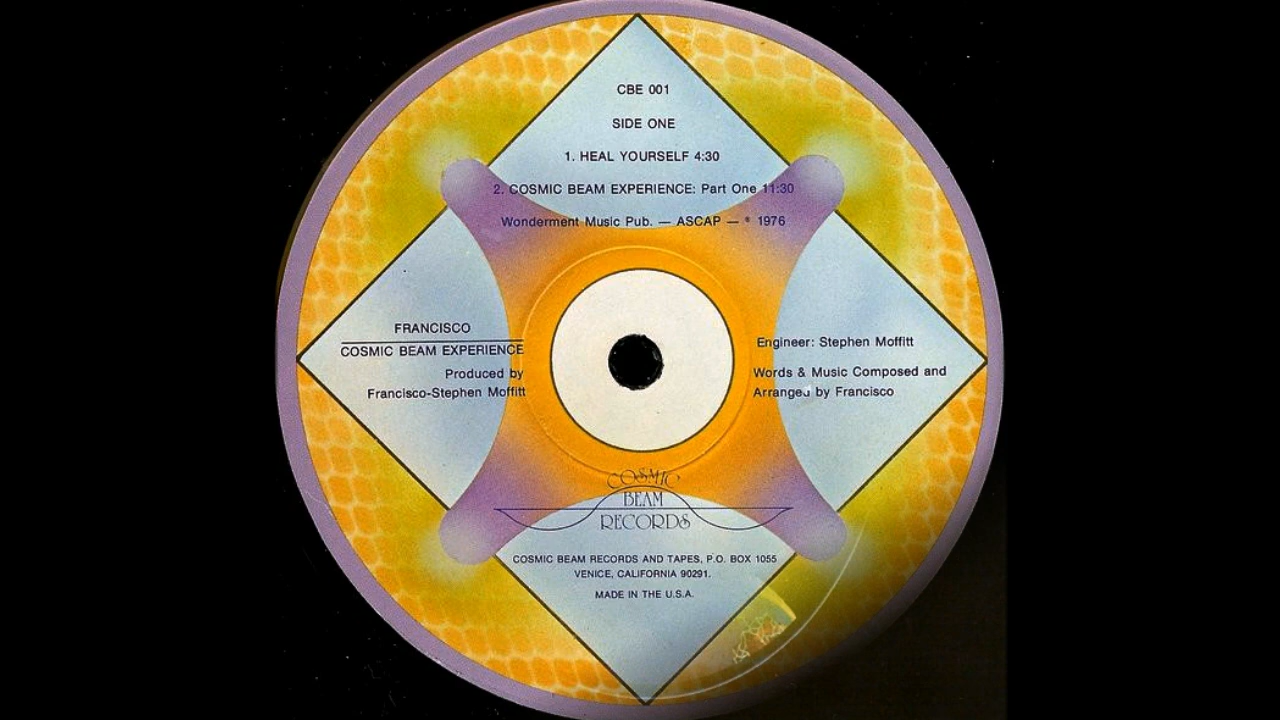 CBE 001
SIDE ONE
1. HEAL YOURSELF 4:30
2. COSMIC BEAM EXPERIENCE: Part One 11:30
Wonderment Music Pub. — ASCAP — ℗ 1976
FRANCISCO
COSMIC BEAM EXPERIENCE
Produced by
Francisco-Stephen Moffitt
Engineer: Stephen Moffitt
Words & Music Composed and
Arranged by Francisco
COSMIC
BEAM
RECORDS
COSMIC BEAM RECORDS AND TAPES, P.O. BOX 1055
VENICE, CALIFORNIA 90291.
MADE IN THE U.S.A.